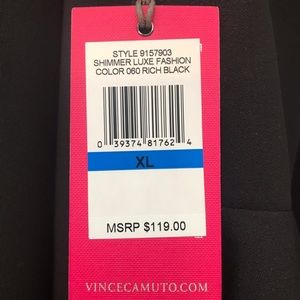 STYLE 9157903
SHIMMER LUXE FASHION
COLOR 060 RICH BLACK
0 39374 81762 4
XL
MSRP $119.00
VINCECAMUTO.COM